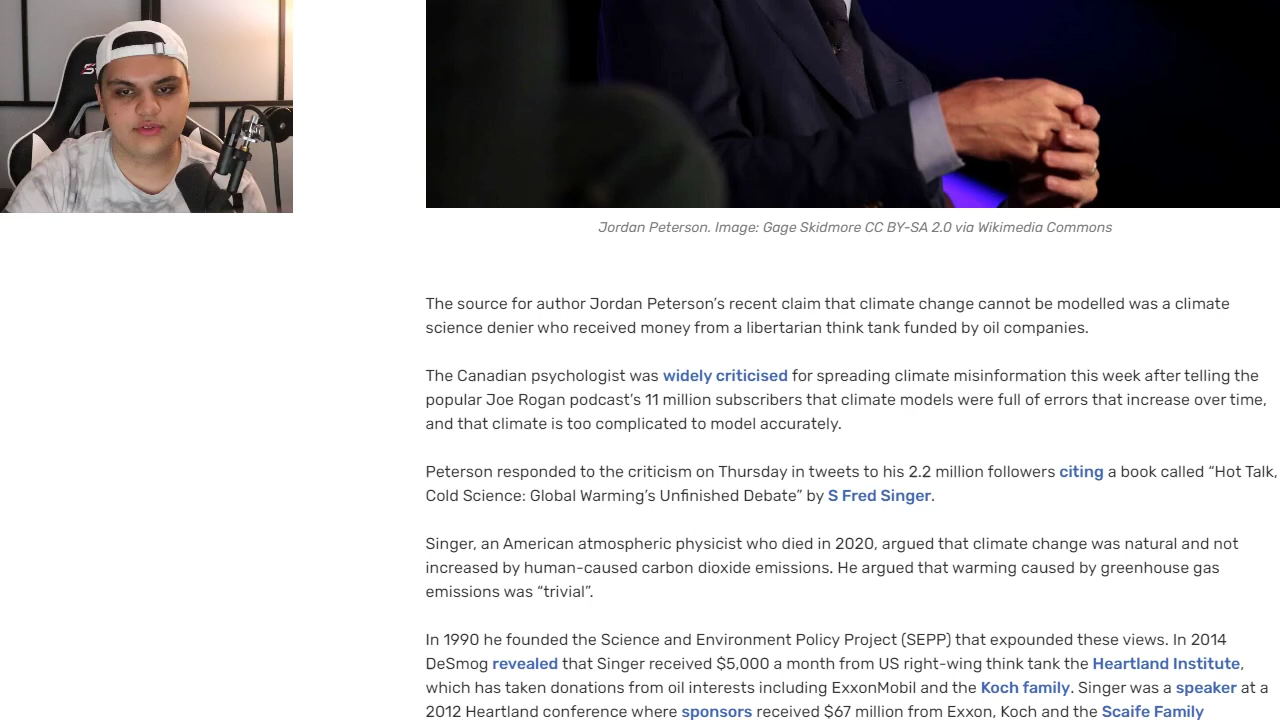 Jordan Peterson. Image: Gage Skidmore CC BY-SA 2.0 via Wikimedia Commons
The source for author Jordan Peterson’s recent claim that climate change cannot be modelled was a climate
science denier who received money from a libertarian think tank funded by oil companies.
The Canadian psychologist was widely criticised for spreading climate misinformation this week after telling the
popular Joe Rogan podcast’s 11 million subscribers that climate models were full of errors that increase over time,
and that climate is too complicated to model accurately.
Peterson responded to the criticism on Thursday in tweets to his 2.2 million followers citing a book called “Hot Talk,
Cold Science: Global Warming’s Unfinished Debate” by S Fred Singer.
Singer, an American atmospheric physicist who died in 2020, argued that climate change was natural and not
increased by human-caused carbon dioxide emissions. He argued that warming caused by greenhouse gas
emissions was “trivial”.
In 1990 he founded the Science and Environment Policy Project (SEPP) that expounded these views. In 2014
DeSmog revealed that Singer received $5,000 a month from US right-wing think tank the Heartland Institute,
which has taken donations from oil interests including ExxonMobil and the Koch family. Singer was a speaker at a
2012 Heartland conference where sponsors received $67 million from Exxon, Koch and the Scaife Family